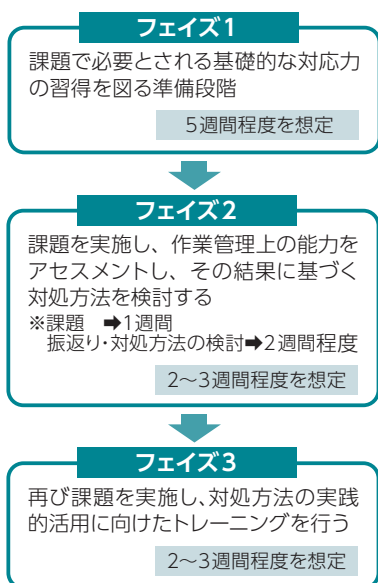 フェイズ1
課題で必要とされる基礎的な対応力
の習得を図る準備段階
5週間程度を想定
フェイズ2
課題を実施し、作業管理上の能力を
アセスメントし、その結果に基づく
対処方法を検討する
※課題 ➡1週間
振返り・対処方法の検討➡2週間程度
2〜3週間程度を想定
フェイズ3
再び課題を実施し、対処方法の実践
的活用に向けたトレーニングを行う
2〜3週間程度を想定